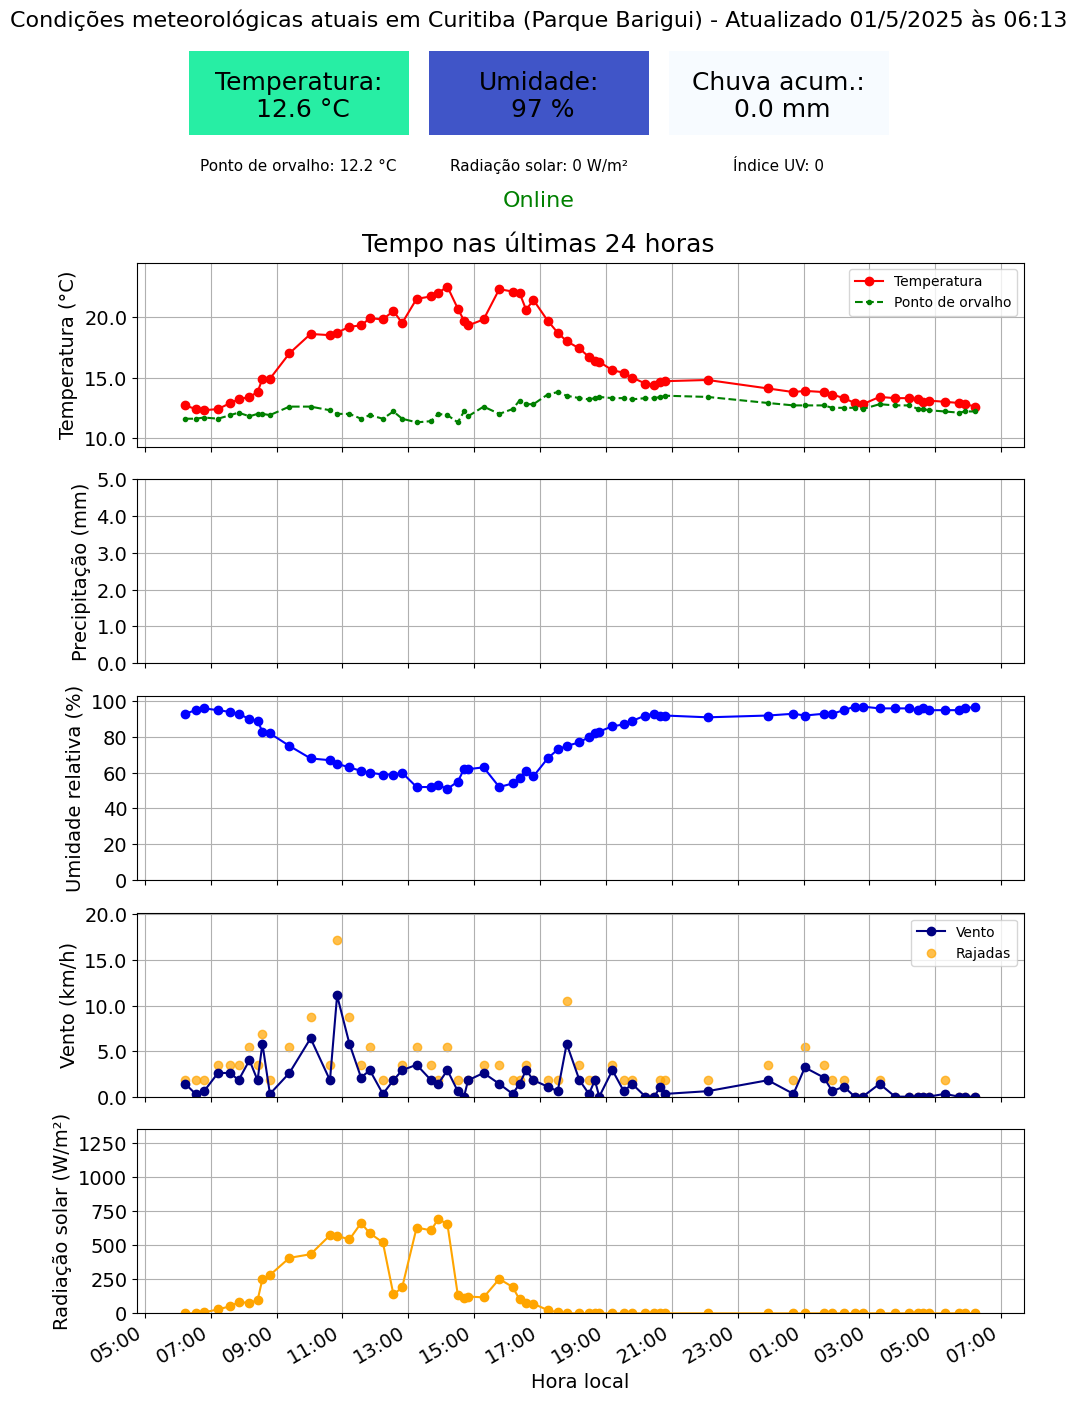 Condições meteorológicas atuais em Curitiba (Parque Barigui) - Atualizado 01/5/2025 às 06:13
Temperatura:
12.6 °C
Umidade:
97 %
Chuva acum.:
0.0 mm
Ponto de orvalho: 12.2 °C
Radiação solar: 0 W/m²
Índice UV: 0
Online
Tempo nas últimas 24 horas
Temperatura (°C)
20.0
15.0
10.0
Temperatura
Ponto de orvalho
Precipitação (mm)
5.0
4.0
3.0
2.0
1.0
0.0
Umidade relativa (%)
100
80
60
40
20
0
Vento (km/h)
20.0
15.0
10.0
5.0
0.0
Vento
Rajadas
Radiação solar (W/m²)
1250
1000
750
500
250
0
05:00
07:00
09:00
11:00
13:00
15:00
17:00
19:00
21:00
23:00
01:00
03:00
05:00
07:00
Hora local